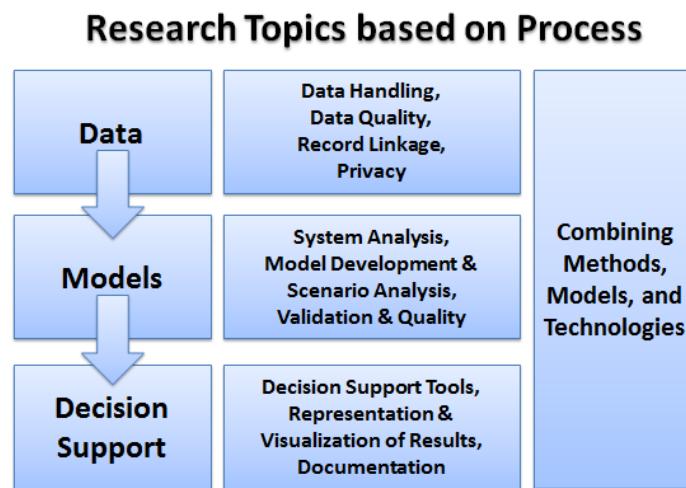 Research Topics based on Process
Data
Data Handling,
Data Quality,
Record Linkage,
Privacy
Models
System Analysis,
Model Development &
Scenario Analysis,
Validation & Quality
Decision
Support
Decision Support Tools,
Representation &
Visualization of Results,
Documentation
Combining
Methods,
Models, and
Technologies